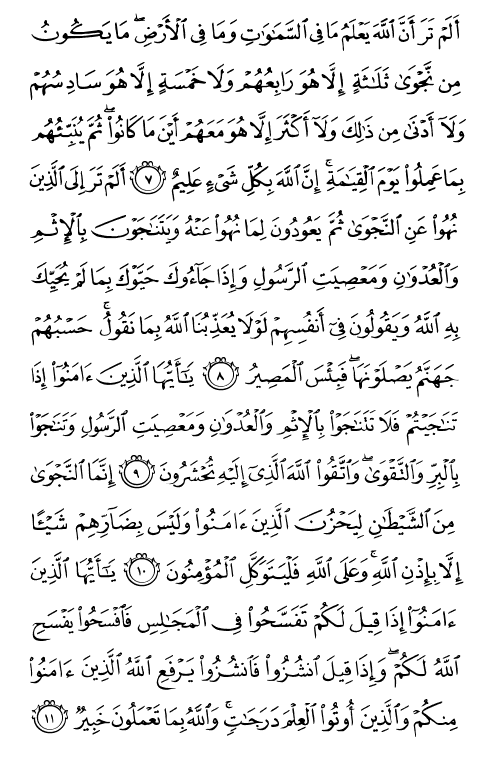 أَلَمْ تَرَ أَنَّ ٱللَّهَ يَعْلَمُ مَا فِى ٱلسَّمَٰوَٰتِ وَمَا فِى ٱلْأَرْضِ ۖ مَا يَكُونُ
مِن نَّجْوَىٰ ثَلَٰثَةٍ إِلَّا هُوَ رَابِعُهُمْ وَلَا خَمْسَةٍ إِلَّا هُوَ سَادِسُهُمْ
وَلَآ أَدْنَىٰ مِن ذَٰلِكَ وَلَآ أَكْثَرَ إِلَّا هُوَ مَعَهُمْ أَيْنَ مَا كَانُوا۟ ۖ ثُمَّ يُنَبِّئُهُم
بِمَا عَمِلُوا۟ يَوْمَ ٱلْقِيَٰمَةِ ۚ إِنَّ ٱللَّهَ بِكُلِّ شَىْءٍ عَلِيمٌ ٧ أَلَمْ تَرَ إِلَى ٱلَّذِينَ
نُهُوا۟ عَنِ ٱلنَّجْوَىٰ ثُمَّ يَعُودُونَ لِمَا نُهُوا۟ عَنْهُ وَيَتَنَٰجَوْنَ بِٱلْإِثْمِ
وَٱلْعُدْوَٰنِ وَمَعْصِيَتِ ٱلرَّسُولِ وَإِذَا جَآءُوكَ حَيَّوْكَ بِمَا لَمْ يُحَيِّكَ
بِهِ ٱللَّهُ وَيَقُولُونَ فِىٓ أَنفُسِهِمْ لَوْلَا يُعَذِّبُنَا ٱللَّهُ بِمَا نَقُولُ ۚ حَسْبُهُمْ
جَهَنَّمُ يَصْلَوْنَهَا ۖ فَبِئْسَ ٱلْمَصِيرُ ٨ يَٰٓأَيُّهَا ٱلَّذِينَ ءَامَنُوٓا۟ إِذَا
تَنَٰجَيْتُمْ فَلَا تَتَنَٰجَوْا۟ بِٱلْإِثْمِ وَٱلْعُدْوَٰنِ وَمَعْصِيَتِ ٱلرَّسُولِ وَتَنَٰجَوْا۟
بِٱلْبِرِّ وَٱلتَّقْوَىٰ ۖ وَٱتَّقُوا۟ ٱللَّهَ ٱلَّذِىٓ إِلَيْهِ تُحْشَرُونَ ٩ إِنَّمَا ٱلنَّجْوَىٰ
مِنَ ٱلشَّيْطَٰنِ لِيَحْزُنَ ٱلَّذِينَ ءَامَنُوا۟ وَلَيْسَ بِضَآرِّهِمْ شَيْـًٔا
إِلَّا بِإِذْنِ ٱللَّهِ ۚ وَعَلَى ٱللَّهِ فَلْيَتَوَكَّلِ ٱلْمُؤْمِنُونَ ١٠ يَٰٓأَيُّهَا ٱلَّذِينَ
ءَامَنُوٓا۟ إِذَا قِيلَ لَكُمْ تَفَسَّحُوا۟ فِى ٱلْمَجَٰلِسِ فَٱفْسَحُوا۟ يَفْسَحِ
ٱللَّهُ لَكُمْ ۖ وَإِذَا قِيلَ ٱنشُزُوا۟ فَٱنشُزُوا۟ يَرْفَعِ ٱللَّهُ ٱلَّذِينَ ءَامَنُوا۟
مِنكُمْ وَٱلَّذِينَ أُوتُوا۟ ٱلْعِلْمَ دَرَجَٰتٍ ۚ وَٱللَّهُ بِمَا تَعْمَلُونَ خَبِيرٌ ١١